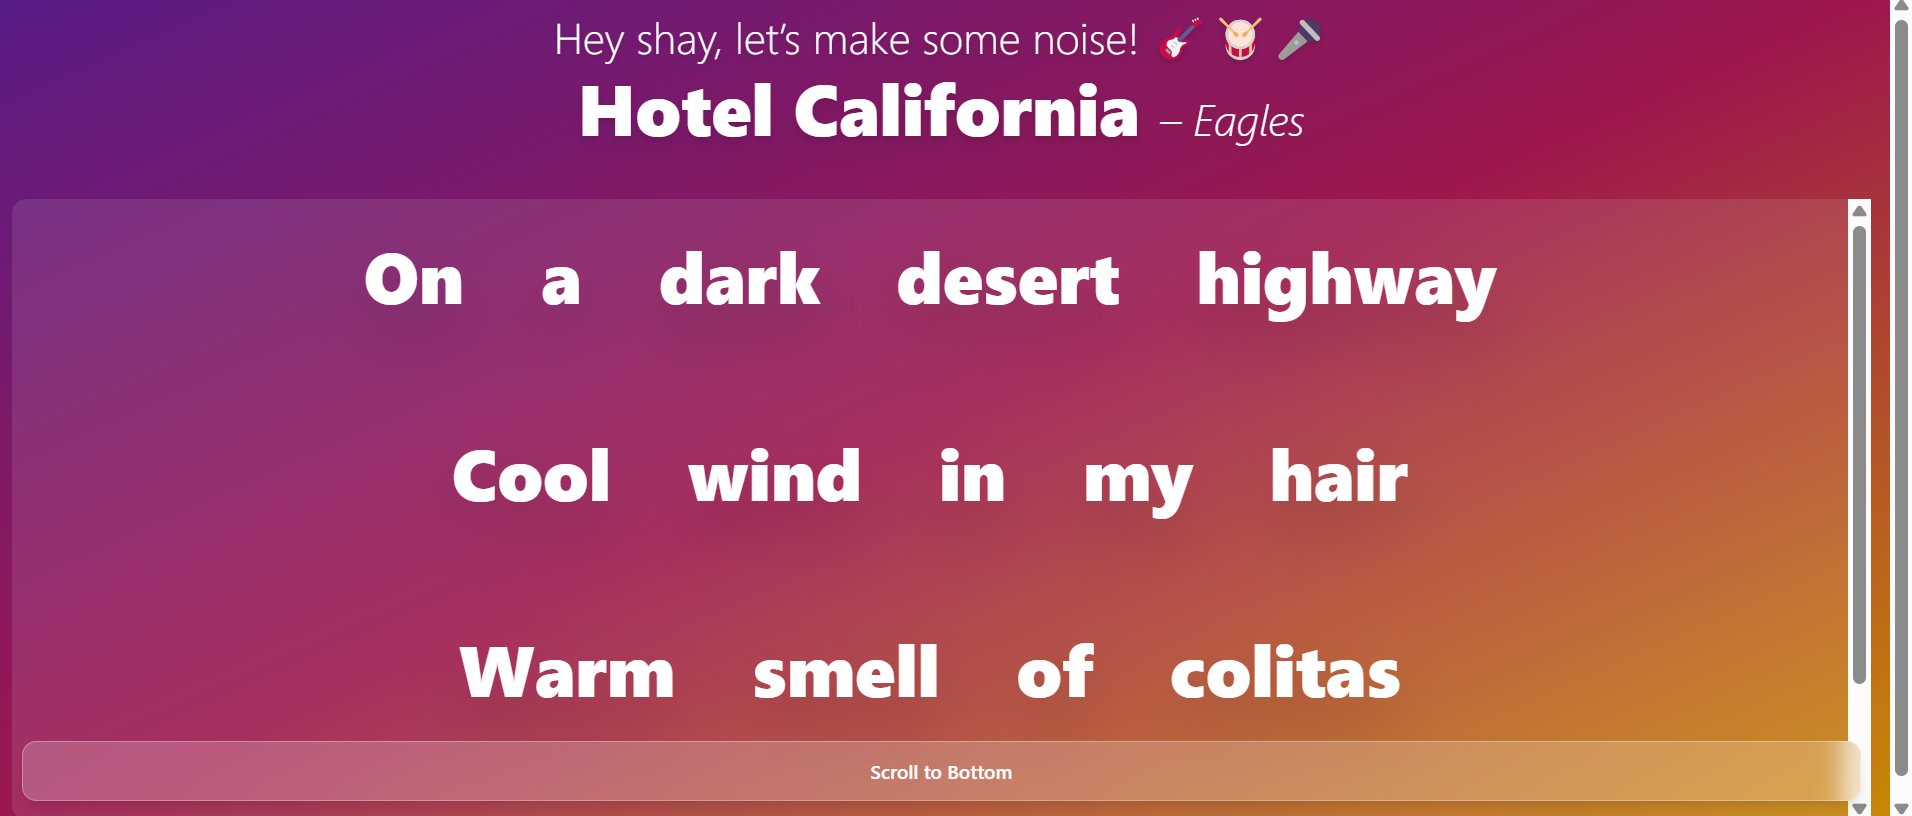 Hey shay, let's make some noise! 🎸 🥁 🎤
Hotel California – Eagles
On a dark desert highway
Cool wind in my hair
Warm smell of colitas
Scroll to Bottom